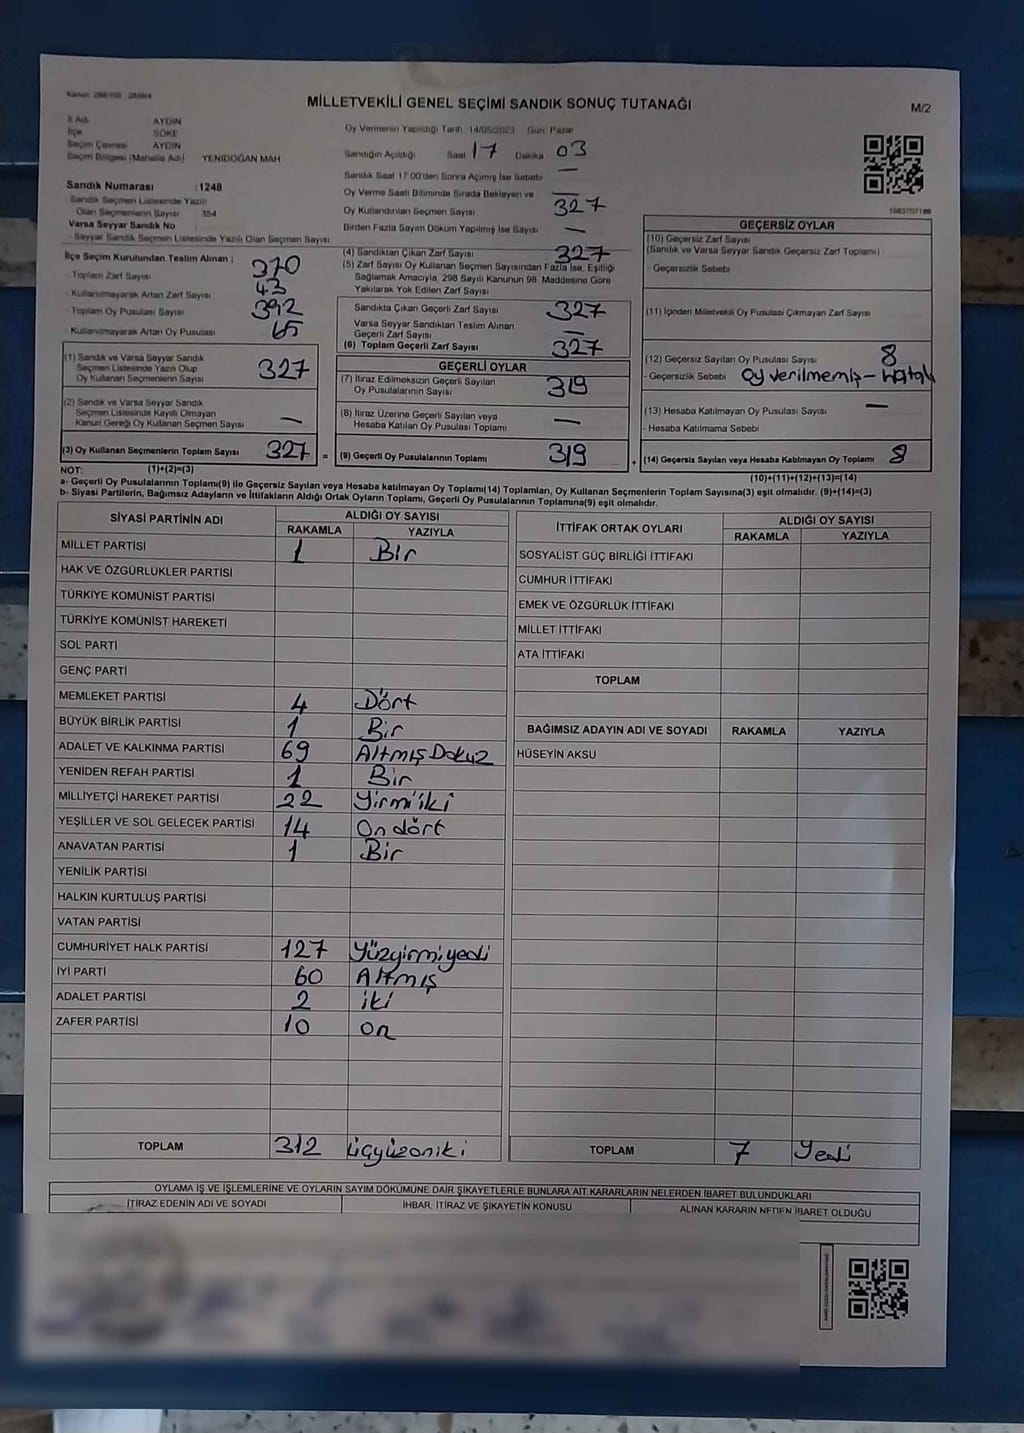 MİLLETVEKİLİ GENEL SEÇİMİ SANDIK SONUÇ TUTANAĞI
M/2
İl Adı AYDIN
İlçe SÖKE
Seçim Çevresi AYDIN
Seçim Bölgesi (Mahalle Adı) YENİDOĞAN MAH
Sandık Numarası :1248
- Sandık Seçmen Listesinde Yazılı
Olan Seçmenlerin Sayısı 354
Varsa Seyyar Sandık No
- Seyyar Sandık Seçmen Listesinde Yazılı Olan Seçmen Sayısı:
İlçe Seçim Kurulundan Teslim Alınan ;
- Toplam Zarf Sayısı 370
- Kullanılmayarak Artan Zarf Sayısı 43
- Toplam Oy Pusulası Sayısı 392
- Kullanılmayarak Artan Oy Pusulası 65
(1) Sandık ve Varsa Seyyar Sandık
Seçmen Listesinde Yazılı Olup
Oy Kullanan Seçmenlerin Sayısı 327
(2) Sandık ve Varsa Seyyar Sandık
Seçmen Listesinde Kayıtlı Olmayan
Kanun Gereği Oy Kullanan Seçmen Sayısı —
(3) Oy Kullanan Seçmenlerin Toplam Sayısı 327 =
Oy Vermenin Yapıldığı Tarih 14/05/2023 Gün: Pazar
Sandığın Açıldığı Saat 17 Dakika 03
Sandık Saat 17:00'den Sonra Açımış İse Sebebi —
Oy Verme Saati Bitiminde Sırada Bekleyen ve —
Oy Kullandırılan Seçmen Sayısı 327
Birden Fazla Sayım Döküm Yapılmış İse Sayısı —
(4) Sandıktan Çıkan Zarf Sayısı 327
(5) Zarf Sayısı Oy Kullanan Seçmen Sayısından Fazla İse, Eşitliği
Sağlamak Amacıyla, 298 Sayılı Kanunun 98. Maddesine Göre
Yakılarak Yok Edilen Zarf Sayısı
Sandıkta Çıkan Geçerli Zarf Sayısı 327
Varsa Seyyar Sandıktan Teslim Alınan
Geçerli Zarf Sayısı —
(6) Toplam Geçerli Zarf Sayısı 327
GEÇERLİ OYLAR
(7) İtiraz Edilmeksizin Geçerli Sayılan
Oy Pusulalarının Sayısı 319
(8) İtiraz Üzerine Geçerli Sayılan veya
Hesaba Katılan Oy Pusulası Toplamı —
(9) Geçerli Oy Pusulalarının Toplamı 319 +
GEÇERSİZ OYLAR
(10) Geçersiz Zarf Sayısı
(Sandık ve Varsa Seyyar Sandık Geçersiz Zarf Toplamı)
- Geçersizlik Sebebi
(11) İçinden Milletvekili Oy Pusulası Çıkmayan Zarf Sayısı
(12) Geçersiz Sayılan Oy Pusulası Sayısı 8
- Geçersizlik Sebebi Oy verilmemiş -
(13) Hesaba Katılmayan Oy Pusulası Sayısı —
- Hesaba Katılmama Sebebi
(14) Geçersiz Sayılan veya Hesaba Katılmayan Oy Toplamı 8
NOT: (1)+(2)=(3) (10)+(11)+(12)+(13)=(14)
a- Geçerli Oy Pusulalarının Toplamı(9) ile Geçersiz Sayılan veya Hesaba katılmayan Oy Toplamı(14) Toplamları, Oy Kullanan Seçmenlerin Toplam Sayısına(3) eşit olmalıdır. (9)+(14)=(3)
b- Siyasi Partilerin, Bağımsız Adayların ve İttifakların Aldığı Ortak Oyların Toplamı, Geçerli Oy Pusulalarının Toplamına(9) eşit olmalıdır.
SİYASİ PARTİNİN ADI ALDIĞI OY SAYISI
RAKAMLA YAZIYLA
MİLLET PARTİSİ 1 Bir
HAK VE ÖZGÜRLÜKLER PARTİSİ
TÜRKİYE KOMÜNİST PARTİSİ
TÜRKİYE KOMÜNİST HAREKETİ
SOL PARTİ
GENÇ PARTİ
MEMLEKET PARTİSİ 4 Dört
BÜYÜK BİRLİK PARTİSİ 1 Bir
ADALET VE KALKINMA PARTİSİ 69 Altmış Dokuz
YENİDEN REFAH PARTİSİ 1 Bir
MİLLİYETÇİ HAREKET PARTİSİ 22 Yirmi iki
YEŞİLLER VE SOL GELECEK PARTİSİ 14 On dört
ANAVATAN PARTİSİ 1 Bir
YENİLİK PARTİSİ
HALKIN KURTULUŞ PARTİSİ
VATAN PARTİSİ
CUMHURİYET HALK PARTİSİ 127 Yüzyirmiyedi
İYİ PARTİ 60 Altmış
ADALET PARTİSİ 2 iki
ZAFER PARTİSİ 10 on
TOPLAM 312 üçyüzoniki
İTTİFAK ORTAK OYLARI ALDIĞI OY SAYISI
RAKAMLA YAZIYLA
SOSYALİST GÜÇ BİRLİĞİ İTTİFAKI
CUMHUR İTTİFAKI
EMEK VE ÖZGÜRLÜK İTTİFAKI
MİLLET İTTİFAKI
ATA İTTİFAKI
TOPLAM
BAĞIMSIZ ADAYIN ADI VE SOYADI RAKAMLA YAZIYLA
HÜSEYİN AKSU
TOPLAM 7 Yedi
OYLAMA İŞ VE İŞLEMLERİNE VE OYLARIN SAYIM DÖKÜMÜNE DAİR ŞİKAYETLERLE BUNLARA AİT KARARLARIN NELERDEN İBARET BULUNDUKLARI
İTİRAZ EDENİN ADI VE SOYADI İHBAR, İTİRAZ VE ŞİKAYETİN KONUSU ALINAN KARARIN NEDEN İBARET OLDUĞU